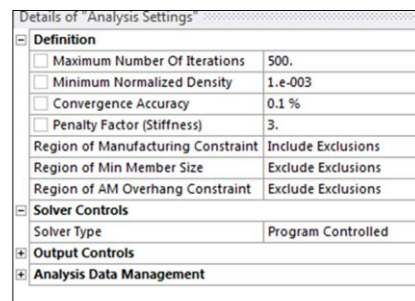 Details of "Analysis Settings"
Definition
Maximum Number Of Iterations 500.
Minimum Normalized Density 1.e-003
Convergence Accuracy 0.1 %
Penalty Factor (Stiffness) 3.
Region of Manufacturing Constraint Include Exclusions
Region of Min Member Size Exclude Exclusions
Region of AM Overhang Constraint Exclude Exclusions
Solver Controls
Solver Type Program Controlled
Output Controls
Analysis Data Management